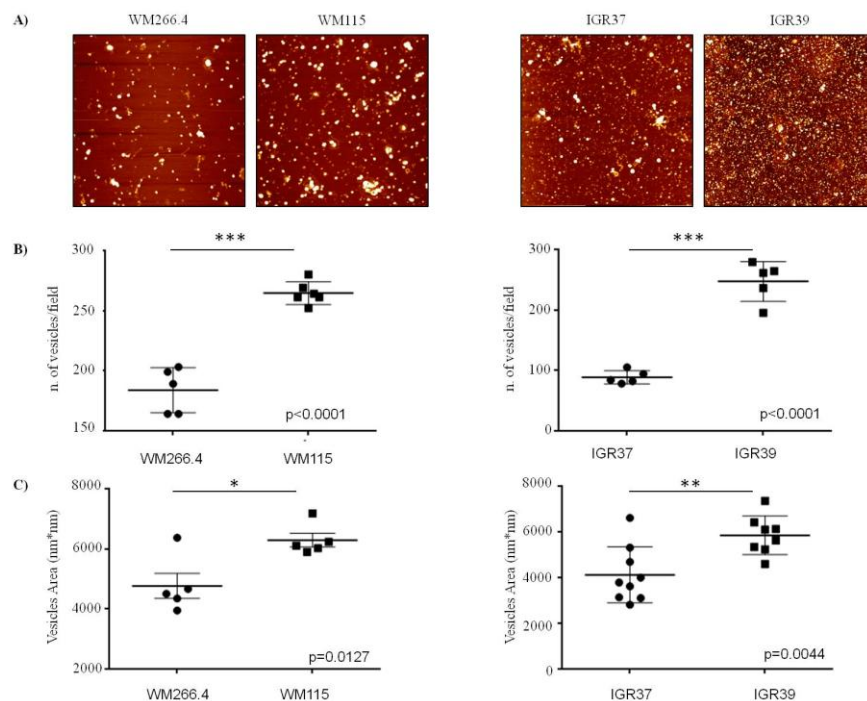 A)
WM266.4
WM115
IGR37
IGR39
B)
n. of vesicles/field
300
250
200
150
***
p<0.0001
WM266.4
WM115
n. of vesicles/field
300
200
100
0
***
p<0.0001
IGR37
IGR39
C)
Vesicles Area (nm*nm)
8000
6000
4000
2000
*
p=0.0127
WM266.4
WM115
Vesicles Area (nm*nm)
8000
6000
4000
2000
0
**
p=0.0044
IGR37
IGR39